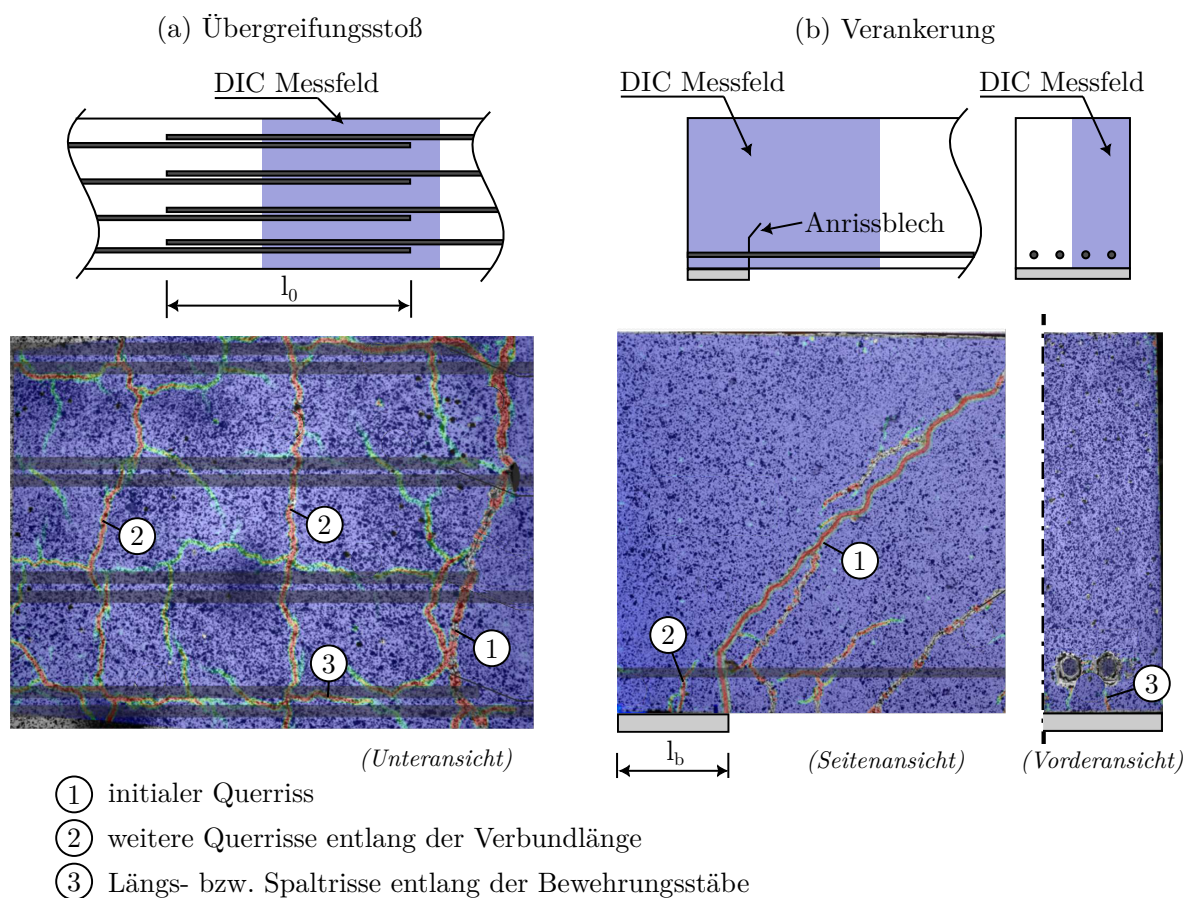 (a) Übergreifungsstoß
DIC Messfeld
l0
2
2
1
3
(Unteransicht)
(b) Verankerung
DIC Messfeld
DIC Messfeld
Anrissblech
1
2
3
lb
(Seitenansicht)
(Vorderansicht)
1 initialer Querriss
2 weitere Querrisse entlang der Verbundlänge
3 Längs- bzw. Spaltrisse entlang der Bewehrungsstäbe